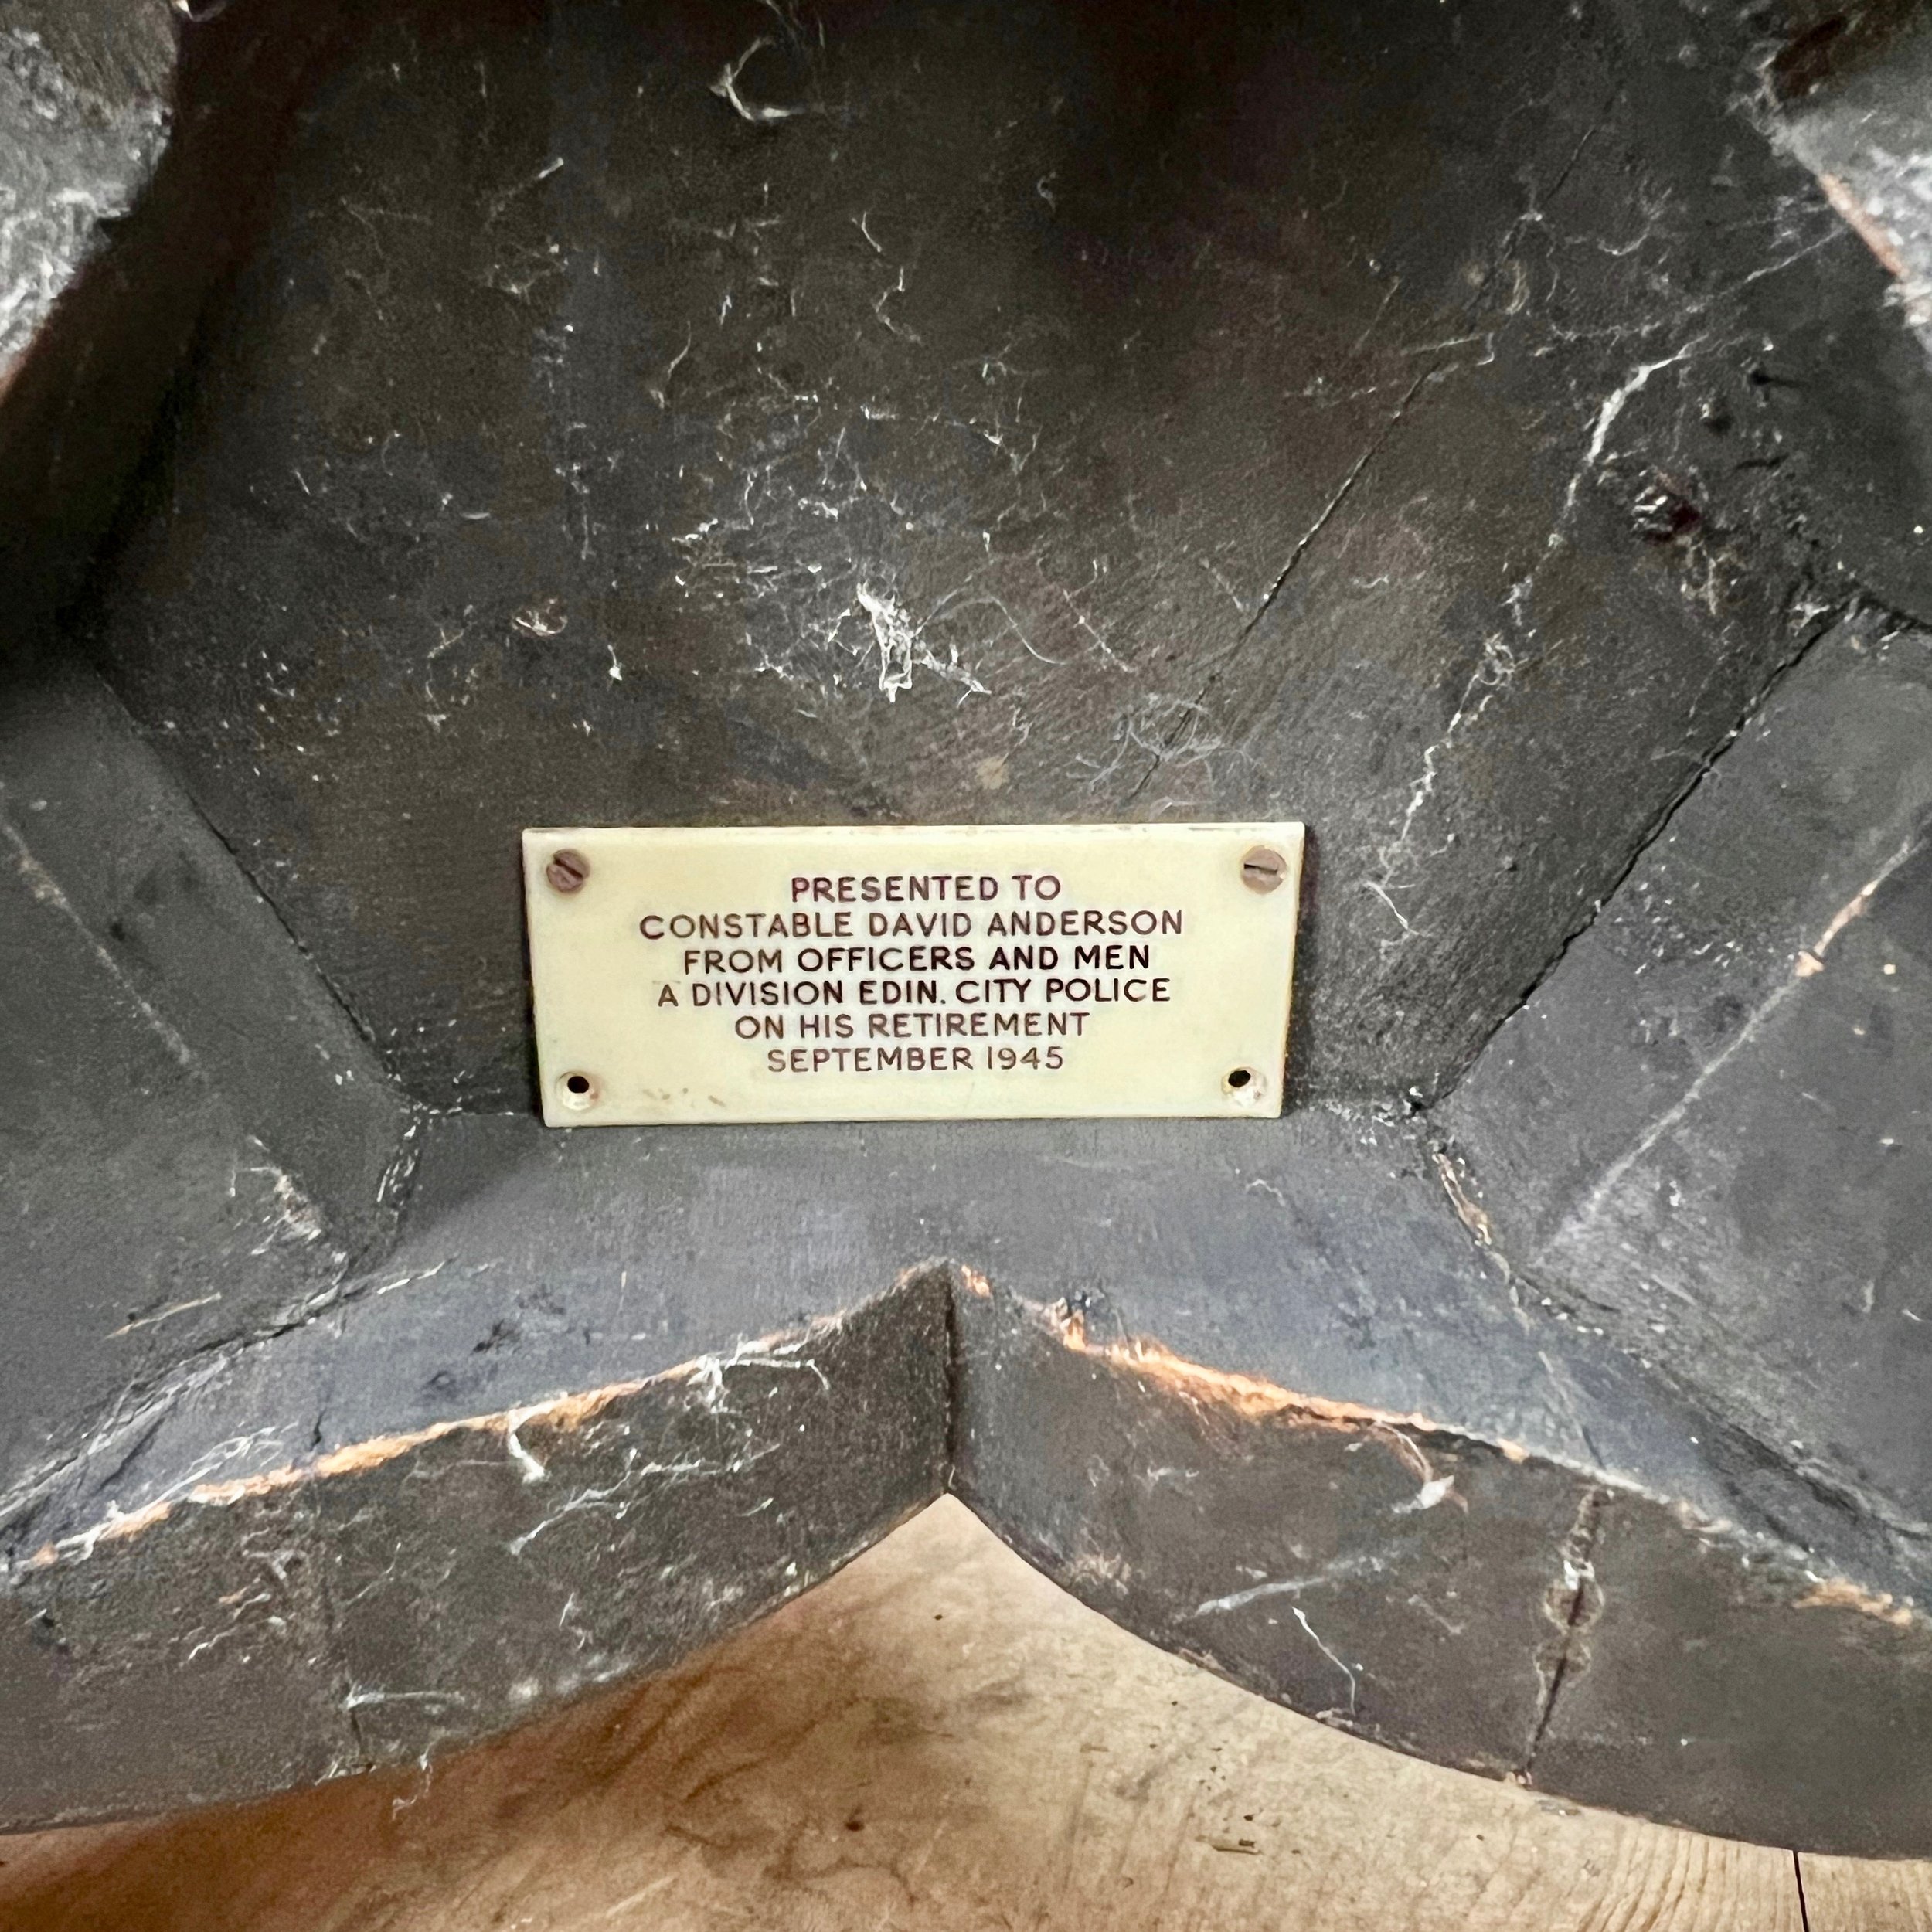 PRESENTED TO
CONSTABLE DAVID ANDERSON
FROM OFFICERS AND MEN
A DIVISION EDIN. CITY POLICE
ON HIS RETIREMENT
SEPTEMBER 1945